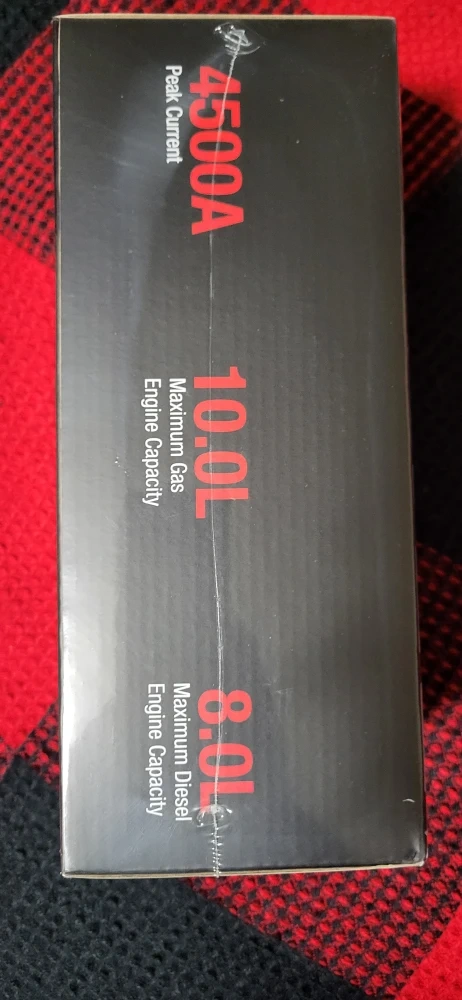 4500A
Peak Current
10.0L
Maximum Gas
Engine Capacity
8.0L
Maximum Diesel
Engine Capacity